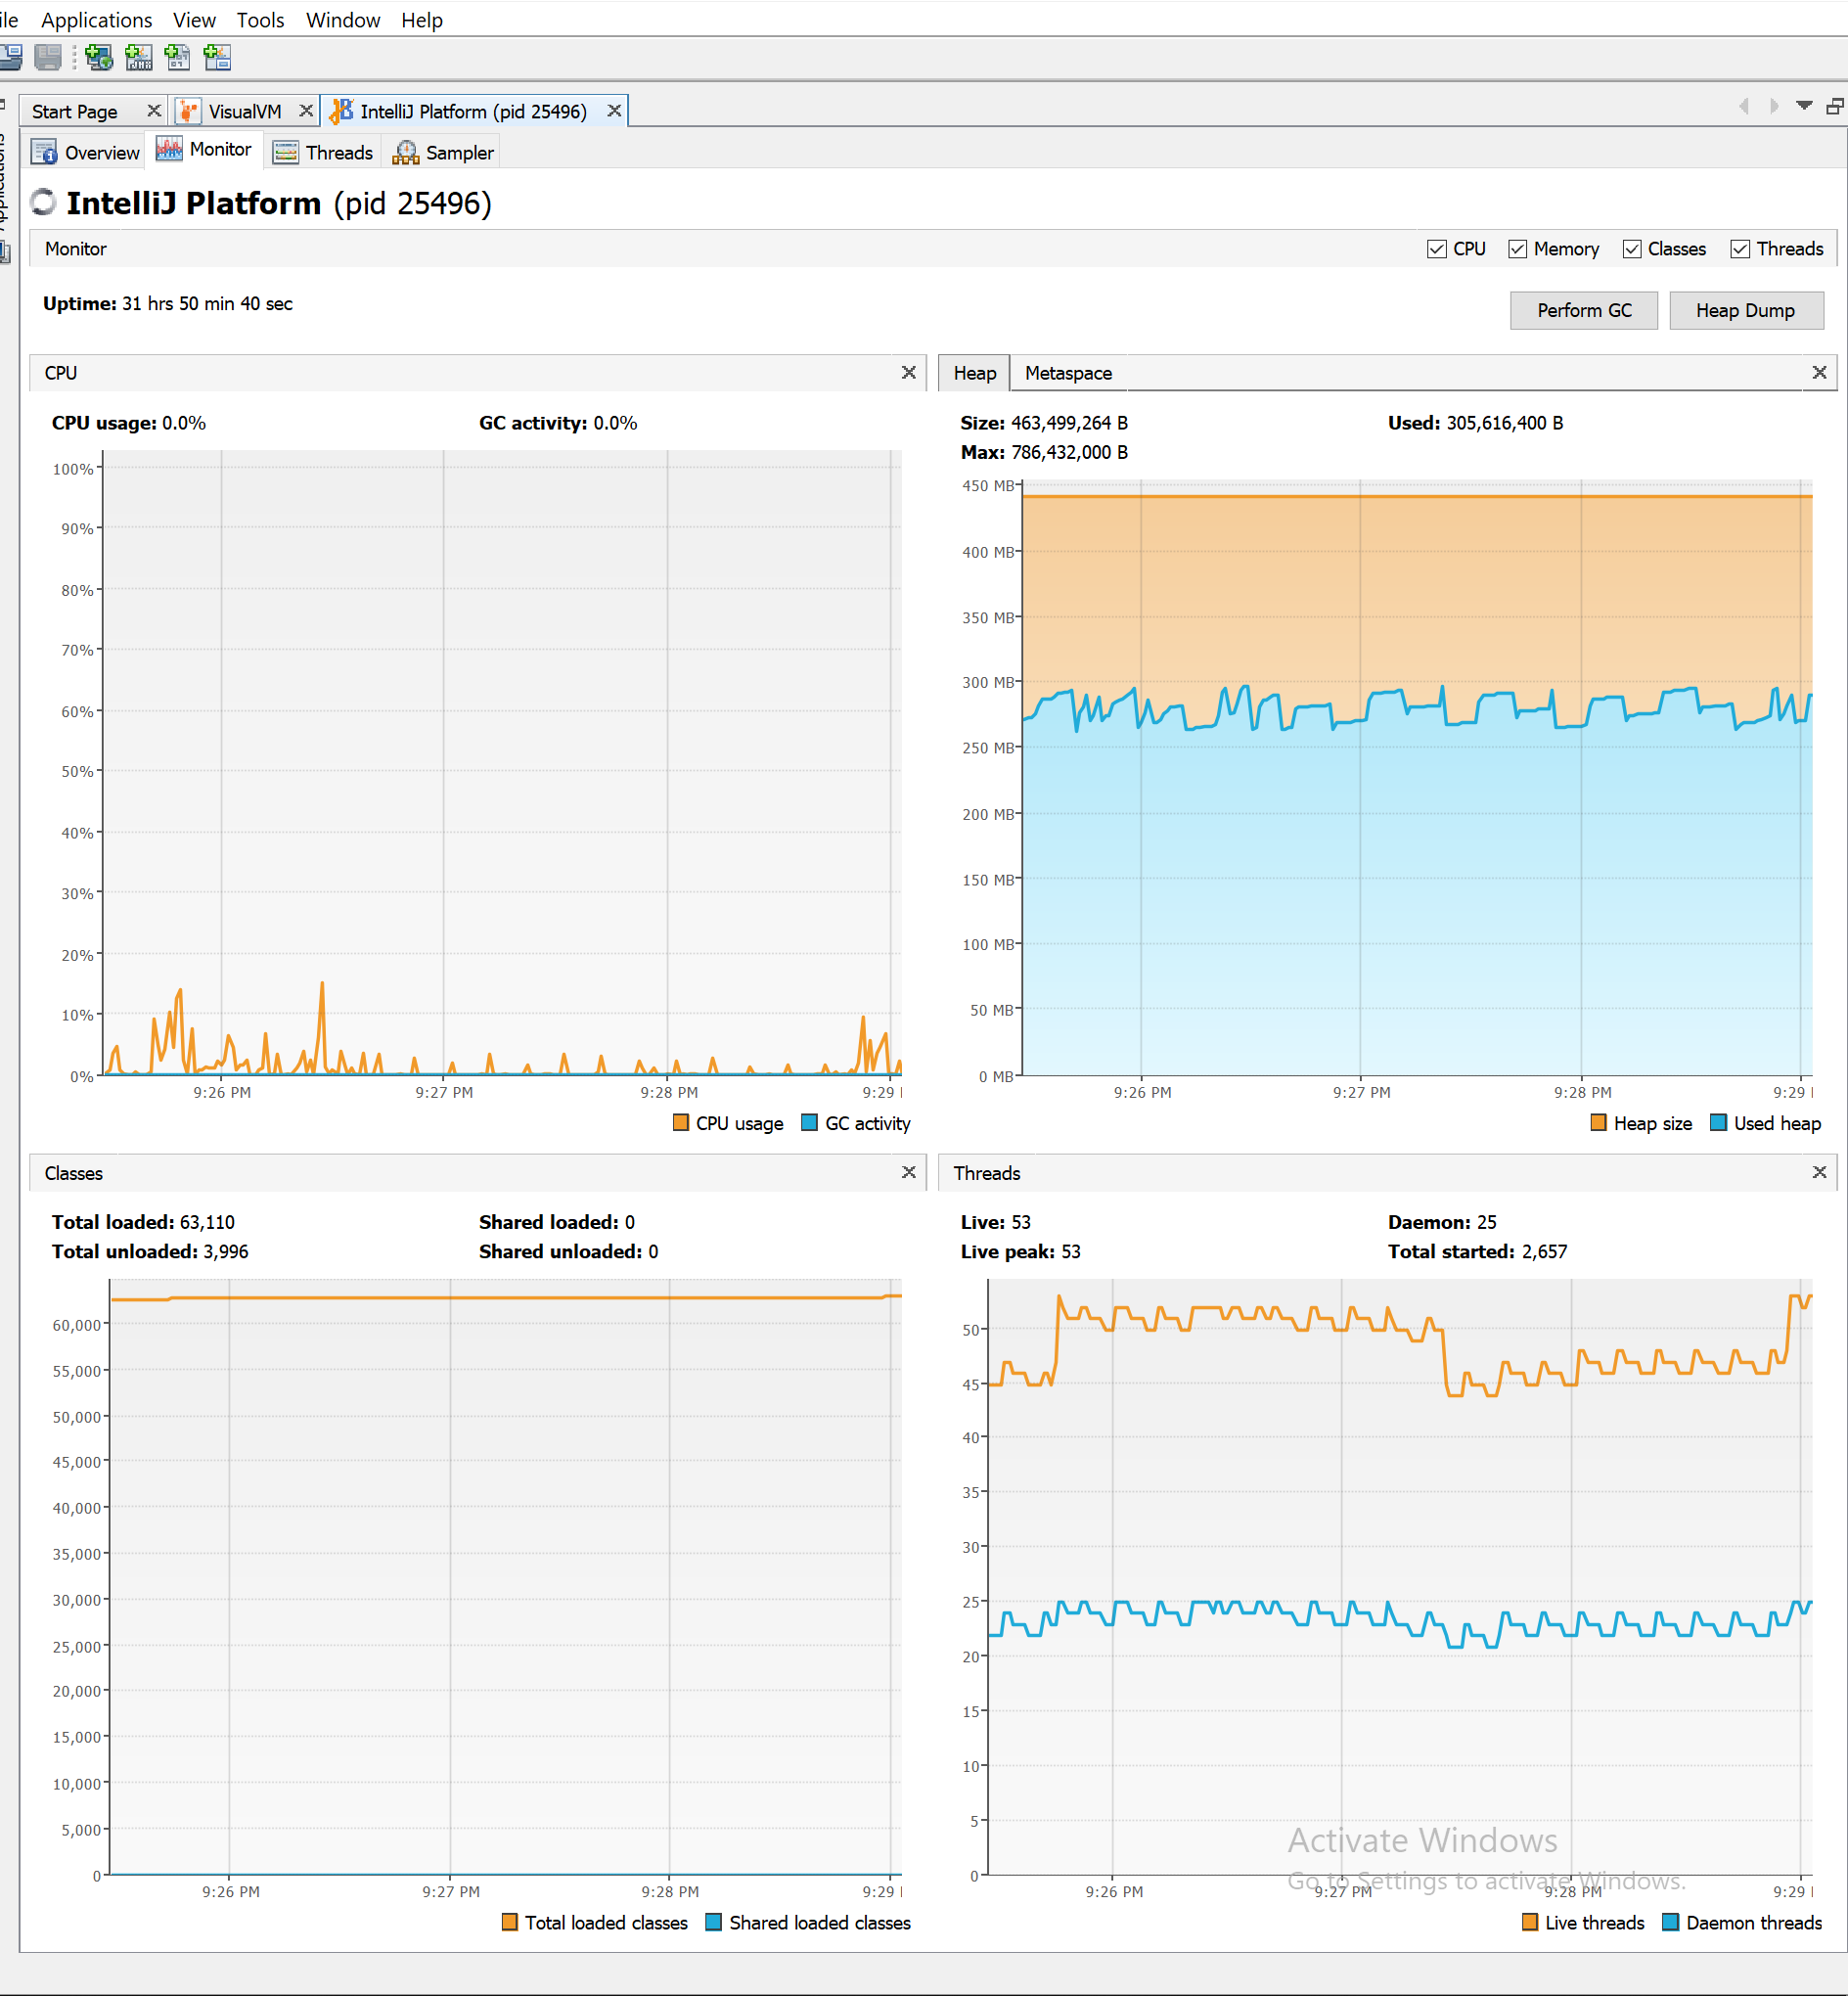 Applications View Tools Window Help
Start Page VisualVM IntelliJ Platform (pid 25496)
Overview Monitor Threads Sampler
IntelliJ Platform (pid 25496)
Monitor CPU Memory Classes Threads
Uptime: 31 hrs 50 min 40 sec Perform GC Heap Dump
CPU
CPU usage: 0.0% GC activity: 0.0%
100%
90%
80%
70%
60%
50%
40%
30%
20%
10%
0%
9:26 PM 9:27 PM 9:28 PM 9:29
CPU usage GC activity
Heap Metaspace
Size: 463,499,264 B Used: 305,616,400 B
Max: 786,432,000 B
450 MB
400 MB
350 MB
300 MB
250 MB
200 MB
150 MB
100 MB
50 MB
0 MB
9:26 PM 9:27 PM 9:28 PM 9:29
Heap size Used heap
Classes
Total loaded: 63,110 Shared loaded: 0
Total unloaded: 3,996 Shared unloaded: 0
60,000
55,000
50,000
45,000
40,000
35,000
30,000
25,000
20,000
15,000
10,000
5,000
0
9:26 PM 9:27 PM 9:28 PM 9:29
Total loaded classes Shared loaded classes
Threads
Live: 53 Daemon: 25
Live peak: 53 Total started: 2,657
50
45
40
35
30
25
20
15
10
5
0
9:26 PM 9:27 PM 9:28 PM 9:29
Live threads Daemon threads
Activate Windows
Go to Settings to activate Windows.